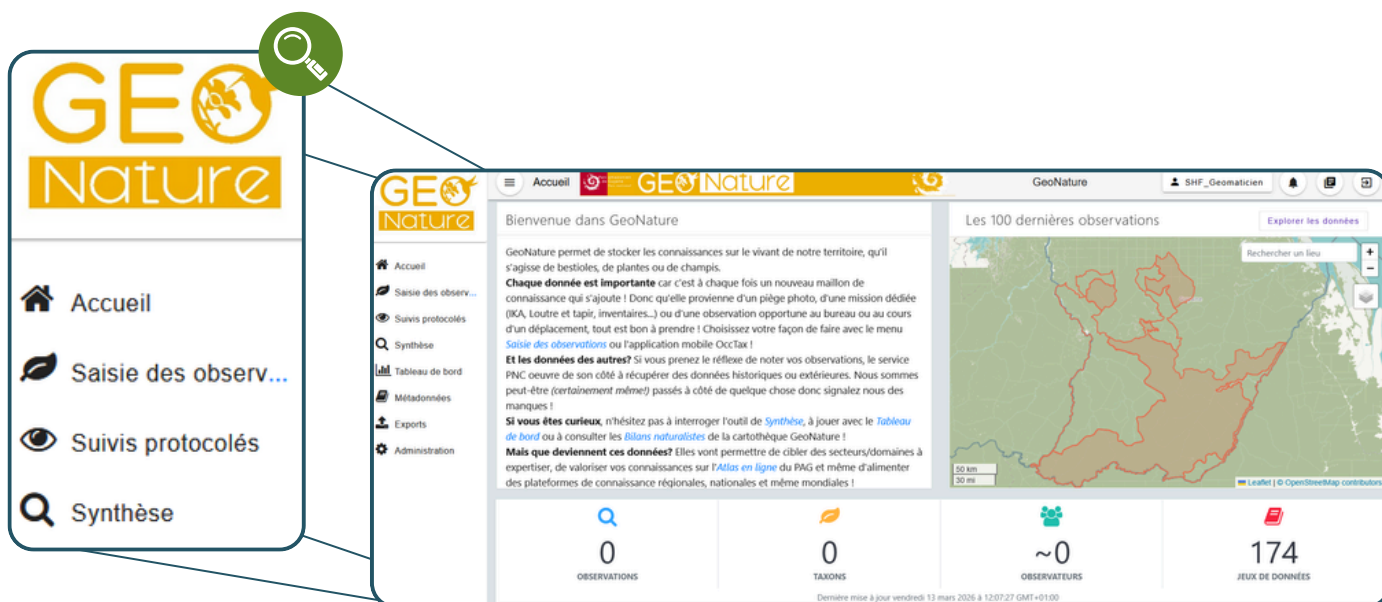 GEO
Nature
Accueil
Saisie des observ...
Suivis protocolés
Synthèse
GEO
Nature
Accueil
Saisie des observ...
Suivis protocolés
Synthèse
Tableau de bord
Métadonnées
Exports
Administration
Accueil
GEO Nature
GeoNature
SHF_Geomaticien
Bienvenue dans GeoNature
GeoNature permet de stocker les connaissances sur le vivant de notre territoire, qu'il
s'agisse de bestioles, de plantes ou de champis.
Chaque donnée est importante car c'est à chaque fois un nouveau maillon de
connaissance qui s'ajoute ! Donc qu'elle provienne d'un piège photo, d'une mission dédiée
(IKA, Loutre et tapir, inventaires...) ou d'une observation opportune au bureau ou au cours
d'un déplacement, tout est bon à prendre ! Choisissez votre façon de faire avec le menu
Saisie des observations ou l'application mobile OccTax !
Et les données des autres? Si vous prenez le réflexe de noter vos observations, le service
PNC oeuvre de son côté à récupérer des données historiques ou extérieures. Nous sommes
peut-être (certainement même!) passés à côté de quelque chose donc signalez nous des
manques !
Si vous êtes curieux, n'hésitez pas à interroger l'outil de Synthèse, à jouer avec le Tableau
de bord ou à consulter les Bilans naturalistes de la cartothèque GeoNature !
Mais que deviennent ces données? Elles vont permettre de cibler des secteurs/domaines à
expertiser, de valoriser vos connaissances sur l'Atlas en ligne du PAG et même d'alimenter
des plateformes de connaissance régionales, nationales et même mondiales !
Les 100 dernières observations
Explorer les données
Rechercher un lieu
+
−
50 km
30 mi
Leaflet | © OpenStreetMap contributors
0
OBSERVATIONS
0
TAXONS
~0
OBSERVATEURS
174
JEUX DE DONNÉES
Dernière mise à jour vendredi 13 mars 2026 à 12:07:27 GMT+01:00